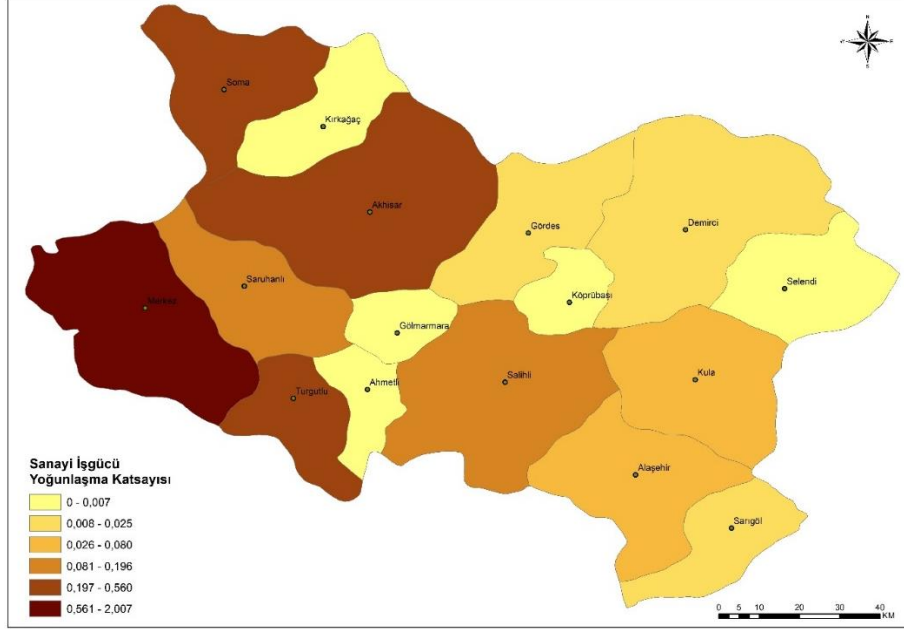 N
Soma
Kırkağaç
Akhisar
Gördes
Demirci
Saruhanlı
Selendi
Köprübaşı
Merkez
Gölmarmara
Turgutlu
Ahmetli
Salihli
Kula
Alaşehir
Sarıgöl
Sanayi İşgücü
Yoğunlaşma Katsayısı
0 - 0,007
0,008 - 0,025
0,026 - 0,080
0,081 - 0,196
0,197 - 0,560
0,561 - 2,007
0 5 10 20 30 40
KM